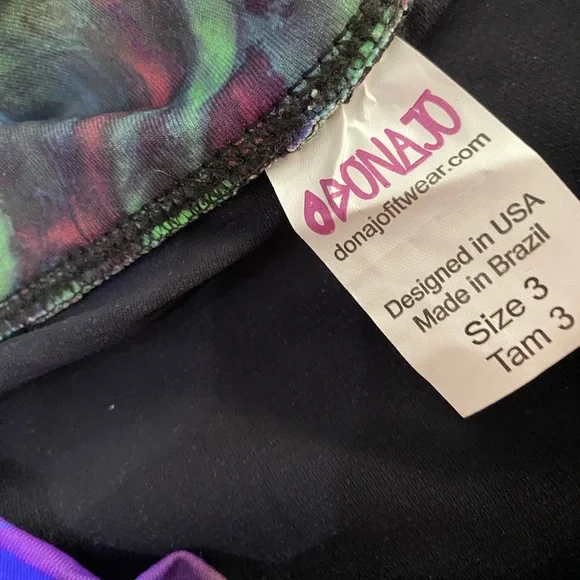 DONAJO
donajofitwear.com
Designed in USA
Made in Brazil
Size 3
Tam 3